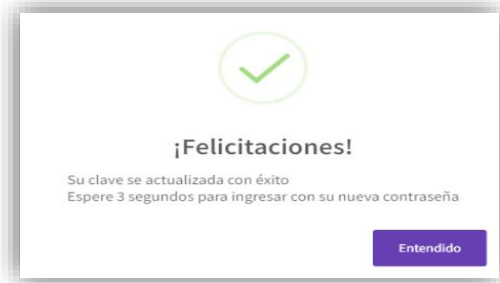 ¡Felicitaciones!
Su clave se actualizada con éxito
Espere 3 segundos para ingresar con su nueva contraseña
Entendido